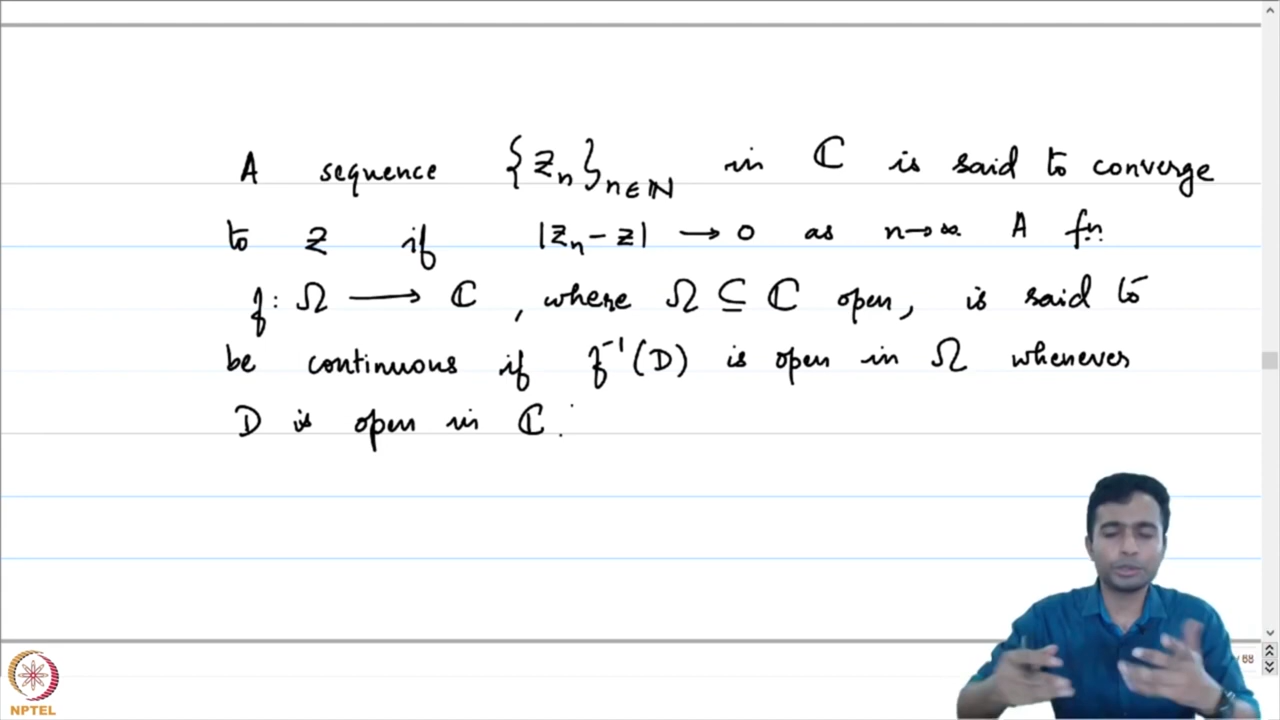 A sequence {z_n}_{n∈ℕ} in ℂ is said to converge
to z if |z_n − z| → 0 as n→∞. A fn.
f: Ω ⟶ ℂ, where Ω ⊆ ℂ open, is said to
be continuous if f⁻¹(D) is open in Ω whenever
D is open in ℂ.
NPTEL